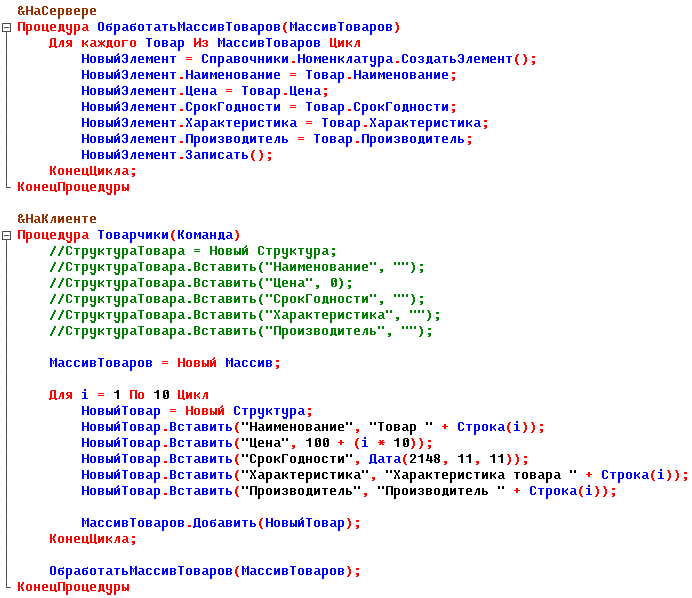 &НаСервере
Процедура ОбработатьМассивТоваров(МассивТоваров)
    Для каждого Товар Из МассивТоваров Цикл
        НовыйЭлемент = Справочники.Номенклатура.СоздатьЭлемент();
        НовыйЭлемент.Наименование = Товар.Наименование;
        НовыйЭлемент.Цена = Товар.Цена;
        НовыйЭлемент.СрокГодности = Товар.СрокГодности;
        НовыйЭлемент.Характеристика = Товар.Характеристика;
        НовыйЭлемент.Производитель = Товар.Производитель;
        НовыйЭлемент.Записать();
    КонецЦикла;
КонецПроцедуры

&НаКлиенте
Процедура Товарчики(Команда)
    //СтруктураТовара = Новый Структура;
    //СтруктураТовара.Вставить("Наименование", "");
    //СтруктураТовара.Вставить("Цена", 0);
    //СтруктураТовара.Вставить("СрокГодности", "");
    //СтруктураТовара.Вставить("Характеристика", "");
    //СтруктураТовара.Вставить("Производитель", "");

    МассивТоваров = Новый Массив;

    Для i = 1 По 10 Цикл
        НовыйТовар = Новый Структура;
        НовыйТовар.Вставить("Наименование", "Товар " + Строка(i));
        НовыйТовар.Вставить("Цена", 100 + (i * 10));
        НовыйТовар.Вставить("СрокГодности", Дата(2148, 11, 11));
        НовыйТовар.Вставить("Характеристика", "Характеристика товара " + Строка(i));
        НовыйТовар.Вставить("Производитель", "Производитель " + Строка(i));

        МассивТоваров.Добавить(НовыйТовар);
    КонецЦикла;

    ОбработатьМассивТоваров(МассивТоваров);
КонецПроцедуры